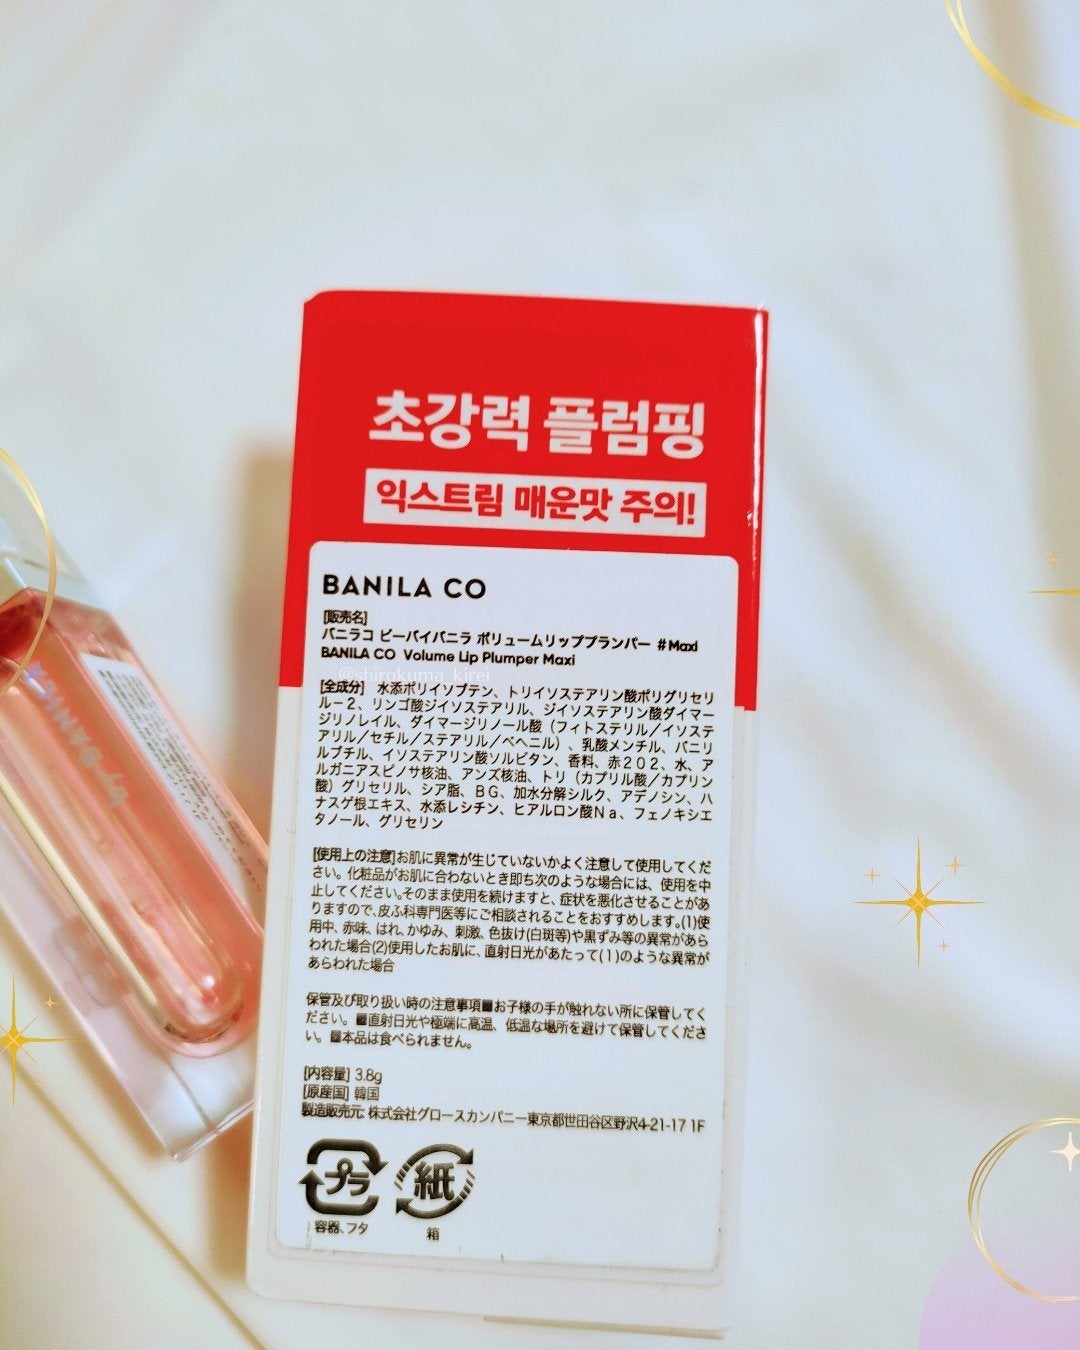 초강력 플럼핑
익스트림 매운맛 주의!
BANILA CO
[販売名]
バニラコ ビーバイバニラ ボリュームリッププランパー #Maxi
BANILA CO Volume Lip Plumper Maxi
@shirokuma_kirei
[全成分] 水添ポリイソブテン、トリイソステアリン酸ポリグリセリ
ル－2、リンゴ酸ジイソステアリル、ジイソステアリン酸ダイマー
ジリノレイル、ダイマージリノール酸（フィトステリル／イソステ
アリル／セチル／ステアリル／ベヘニル）、乳酸メンチル、バニリ
ルブチル、イソステアリン酸ソルビタン、香料、赤202、水、ア
ルガニアスピノサ核油、アンズ核油、トリ（カプリル酸／カプリン
酸）グリセリル、シア脂、BG、加水分解シルク、アデノシン、ハ
ナスゲ根エキス、水添レシチン、ヒアルロン酸Na、フェノキシエ
タノール、グリセリン
[使用上の注意]お肌に異常が生じていないかよく注意して使用してくだ
さい。化粧品がお肌に合わないとき即ち次のような場合には、使用を中
止してください。そのまま使用を続けますと、症状を悪化させることがあ
りますので、皮ふ科専門医等にご相談されることをおすすめします。(1)使
用中、赤味、はれ、かゆみ、刺激、色抜け(白斑等)や黒ずみ等の異常があら
われた場合(2)使用したお肌に、直射日光があたって(1)のような異常が
あらわれた場合
保管及び取り扱い時の注意事項■お子様の手が触れない所に保管してく
ださい。■直射日光や極端に高温、低温な場所を避けて保管してくださ
い。■本品は食べられません。
[内容量] 3.8g
[原産国] 韓国
製造販売元: 株式会社グロースカンパニー東京都世田谷区野沢4-21-17 1F
プラ
紙
容器、フタ
箱